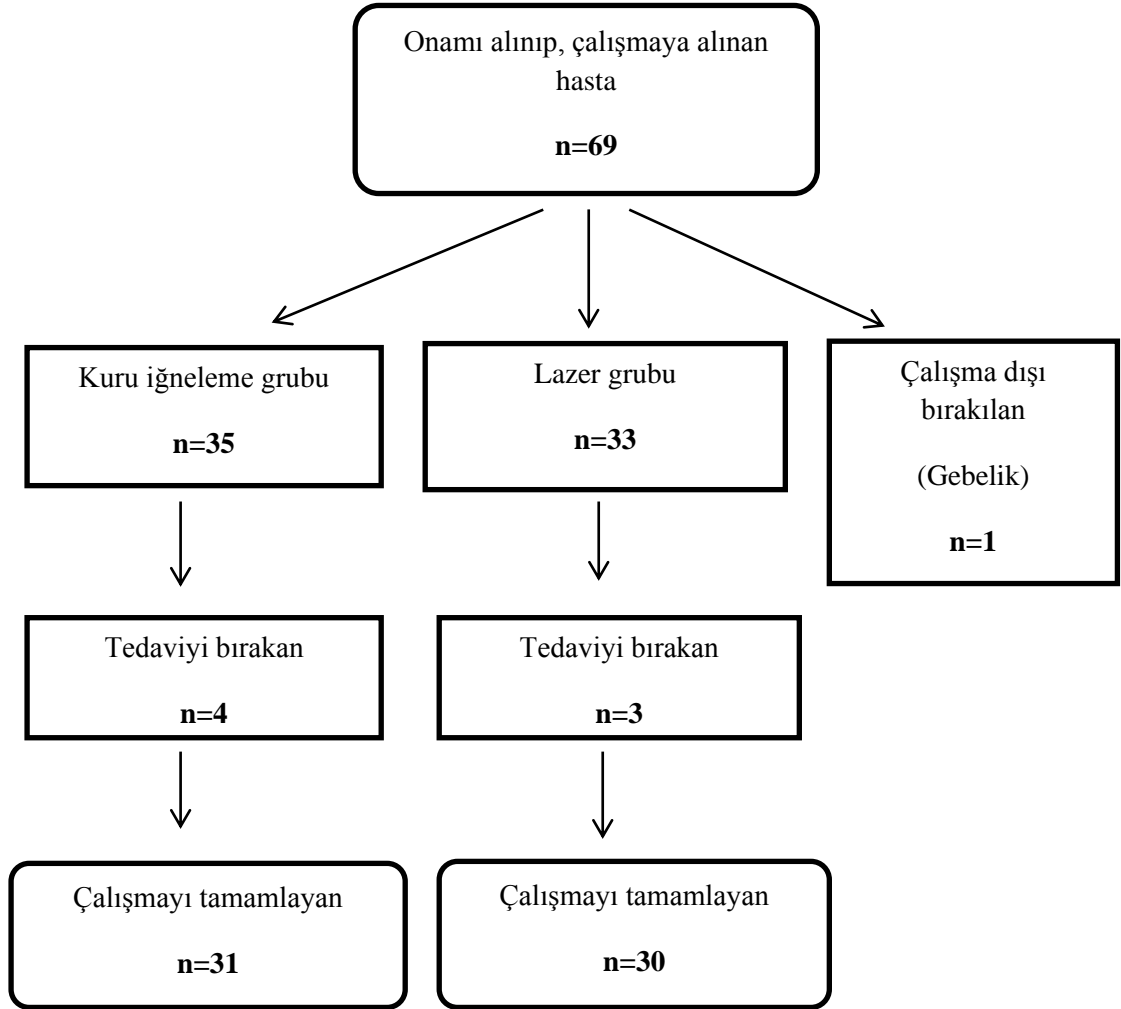 Onamı alınıp, çalışmaya alınan
hasta
n=69
Kuru iğneleme grubu
n=35
Lazer grubu
n=33
Çalışma dışı
bırakılan
(Gebelik)
n=1
Tedaviyi bırakan
n=4
Tedaviyi bırakan
n=3
Çalışmayı tamamlayan
n=31
Çalışmayı tamamlayan
n=30